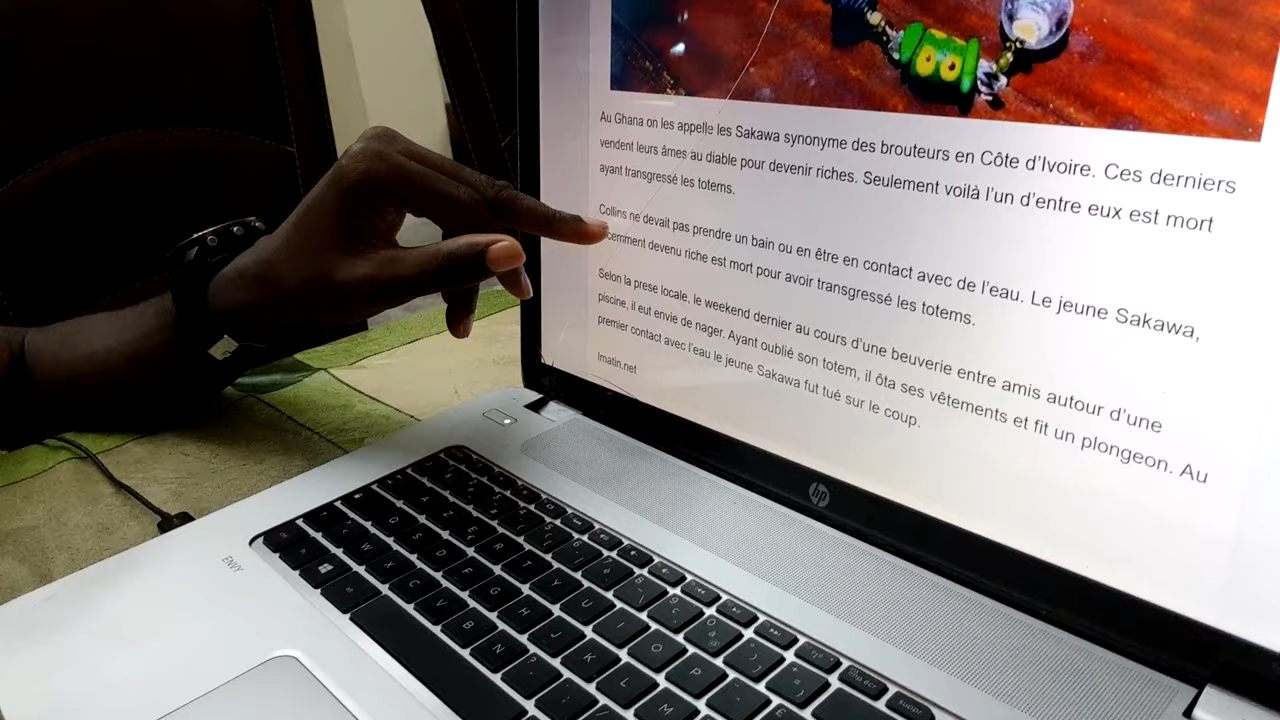 Au Ghana on les appelle les Sakawa synonyme des brouteurs en Côte d'Ivoire. Ces derniers
vendent leurs âmes au diable pour devenir riches. Seulement voilà l'un d'entre eux est mort
ayant transgressé les totems.
Collins ne devait pas prendre un bain ou en être en contact avec de l'eau. Le jeune Sakawa,
cemment devenu riche est mort pour avoir transgressé les totems.
Selon la prese locale, le weekend dernier au cours d'une beuverie entre amis autour d'une
piscine, il eut envie de nager. Ayant oublié son totem, il ôta ses vêtements et fit un plongeon. Au
premier contact avec l'eau le jeune Sakawa fut tué sur le coup.
lmatin.net
hp
ENVY
A Z E R T Y U I O P
Q S D F G H J K L M
W X C V B N
impr écr
suppr